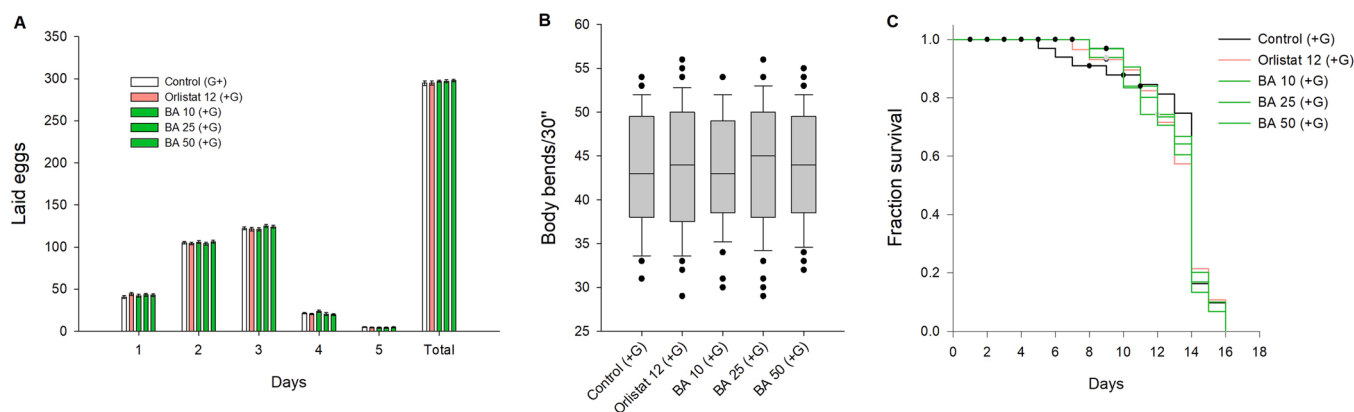 A
Laid eggs
350
300
250
200
150
100
50
0
Control (G+)
Orlistat 12 (+G)
BA 10 (+G)
BA 25 (+G)
BA 50 (+G)
1 2 3 4 5 Total
Days
B
Body bends/30"
60
55
50
45
40
35
30
25
Control (+G)
Orlistat 12 (+G)
BA 10 (+G)
BA 25 (+G)
BA 50 (+G)
C
Fraction survival
1.0
0.8
0.6
0.4
0.2
0.0
0 2 4 6 8 10 12 14 16 18
Days
Control (+G)
Orlistat 12 (+G)
BA 10 (+G)
BA 25 (+G)
BA 50 (+G)